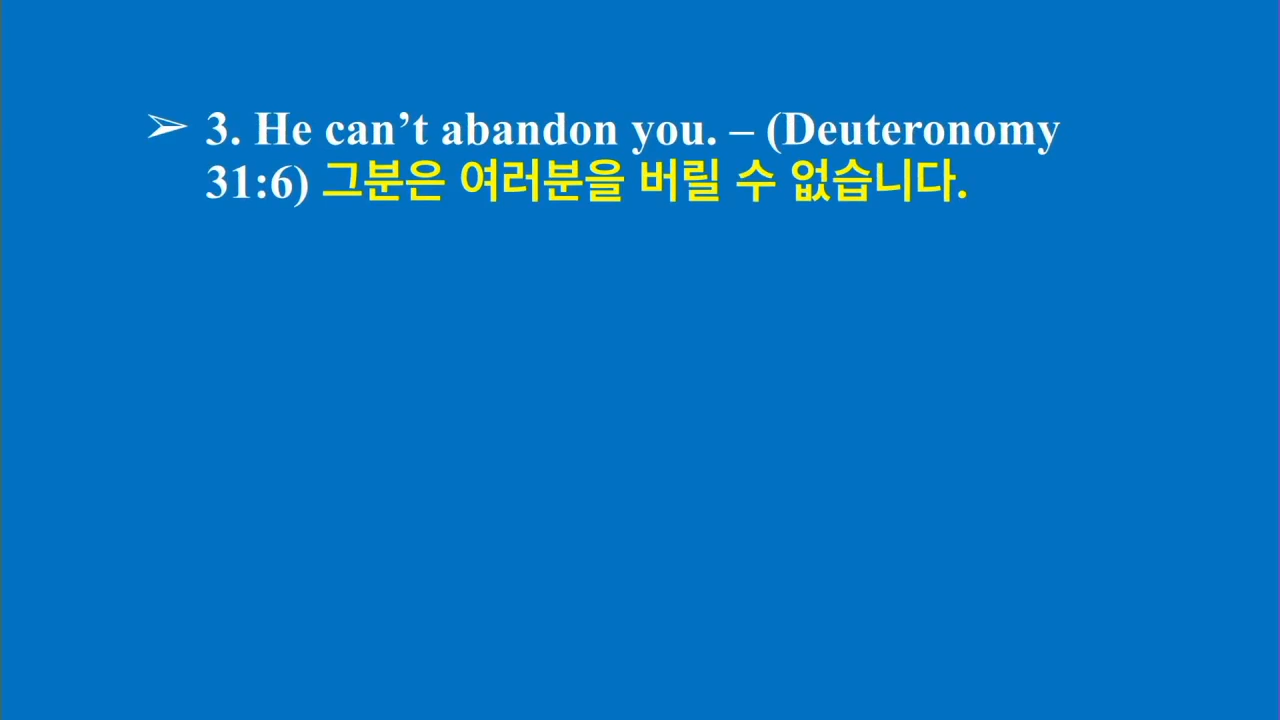 ➢ 3. He can’t abandon you. – (Deuteronomy
31:6) 그분은 여러분을 버릴 수 없습니다.